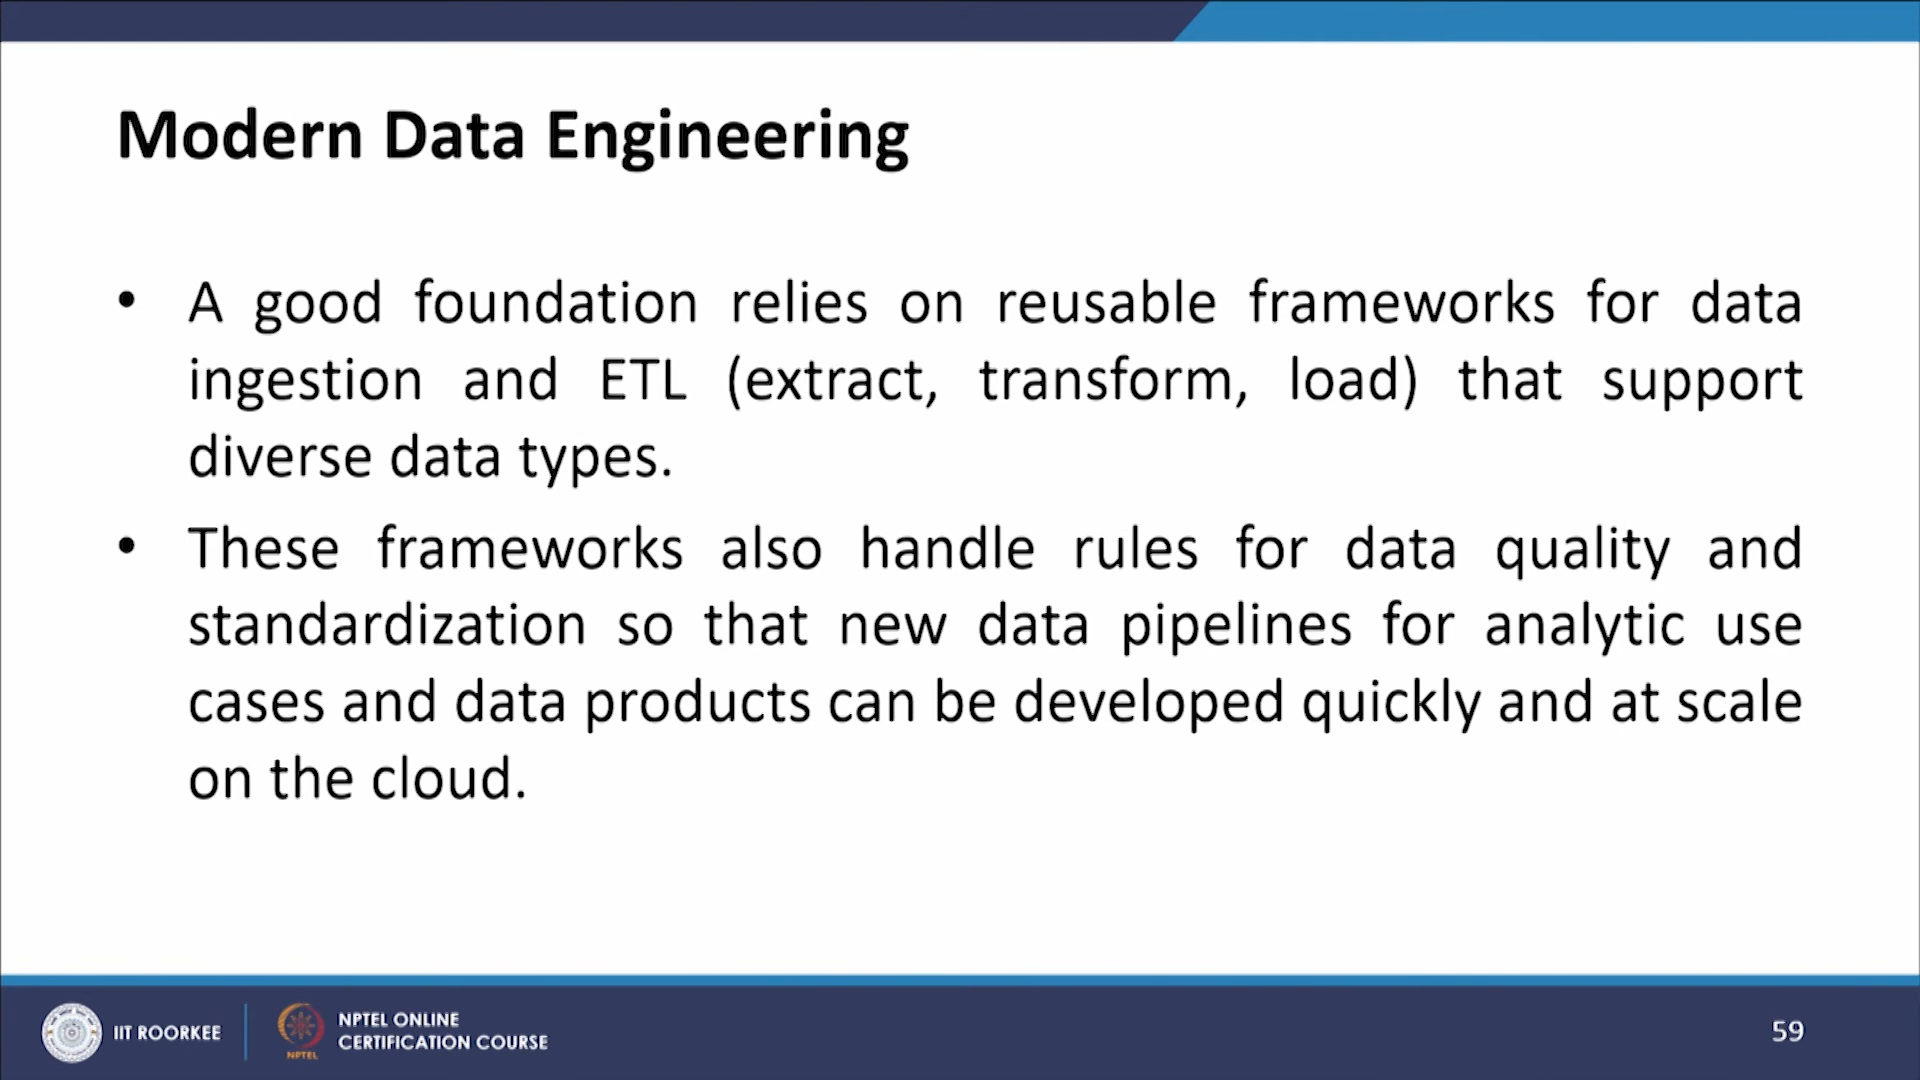 Modern Data Engineering
• A good foundation relies on reusable frameworks for data
ingestion and ETL (extract, transform, load) that support
diverse data types.
• These frameworks also handle rules for data quality and
standardization so that new data pipelines for analytic use
cases and data products can be developed quickly and at scale
on the cloud.
IIT ROORKEE
NPTEL
NPTEL ONLINE
CERTIFICATION COURSE
59